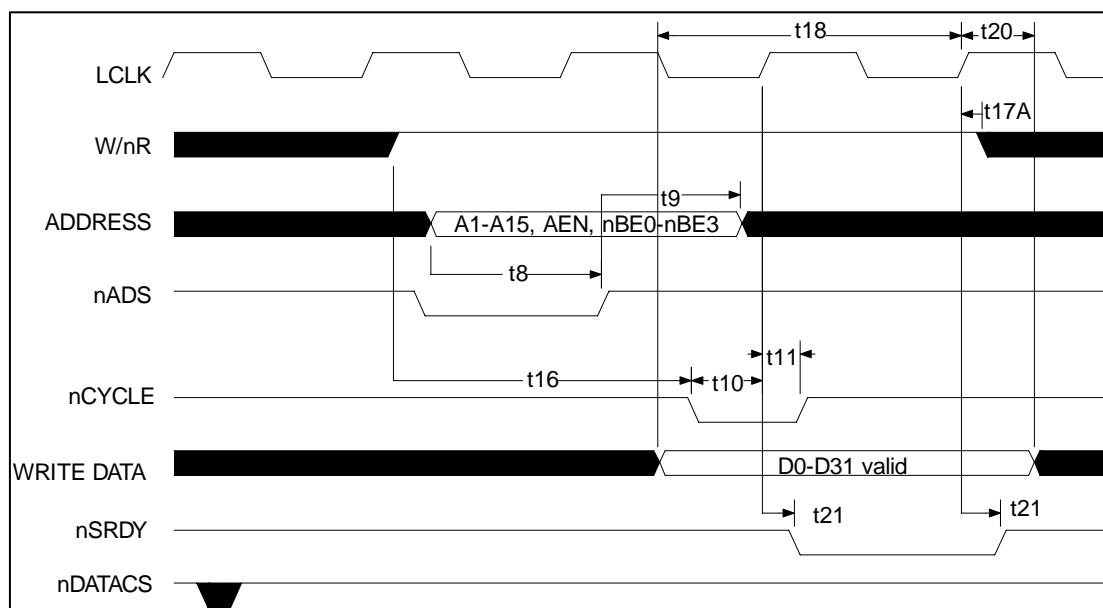 t18
t20
LCLK
t17A
W/nR
t9
ADDRESS
A1-A15, AEN, nBE0-nBE3
t8
nADS
t11
t16
t10
nCYCLE
WRITE DATA
D0-D31 valid
t21
t21
nSRDY
nDATACS